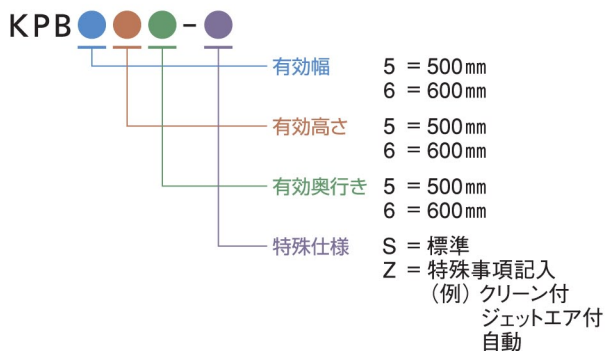 KPB●●●-●
有効幅 5 = 500㎜
6 = 600㎜
有効高さ 5 = 500㎜
6 = 600㎜
有効奥行き 5 = 500㎜
6 = 600㎜
特殊仕様 S = 標準
Z = 特殊事項記入
（例）クリーン付
ジェットエア付
自動